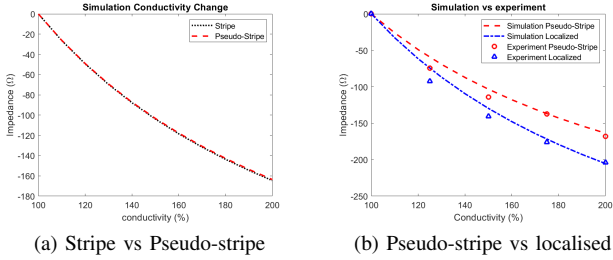 Simulation Conductivity Change
Stripe
Pseudo-Stripe
0
-20
-40
-60
-80
-100
-120
-140
-160
-180
Impedance (Ω)
100
120
140
160
180
200
conductivity (%)
(a) Stripe vs Pseudo-stripe
Simulation vs experiment
Simulation Pseudo-Stripe
Simulation Localized
Experiment Pseudo-Stripe
Experiment Localized
0
-50
-100
-150
-200
-250
Impedance (Ω)
100
120
140
160
180
200
Conductivity (%)
(b) Pseudo-stripe vs localised